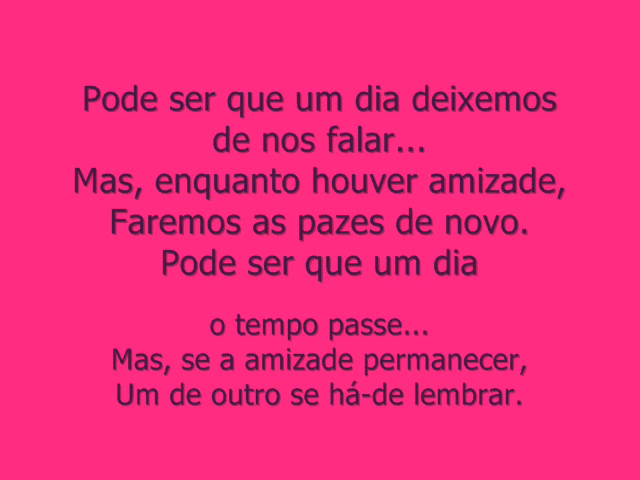 Pode ser que um dia deixemos
de nos falar...
Mas, enquanto houver amizade,
Faremos as pazes de novo.
Pode ser que um dia
o tempo passe...
Mas, se a amizade permanecer,
Um de outro se há-de lembrar.